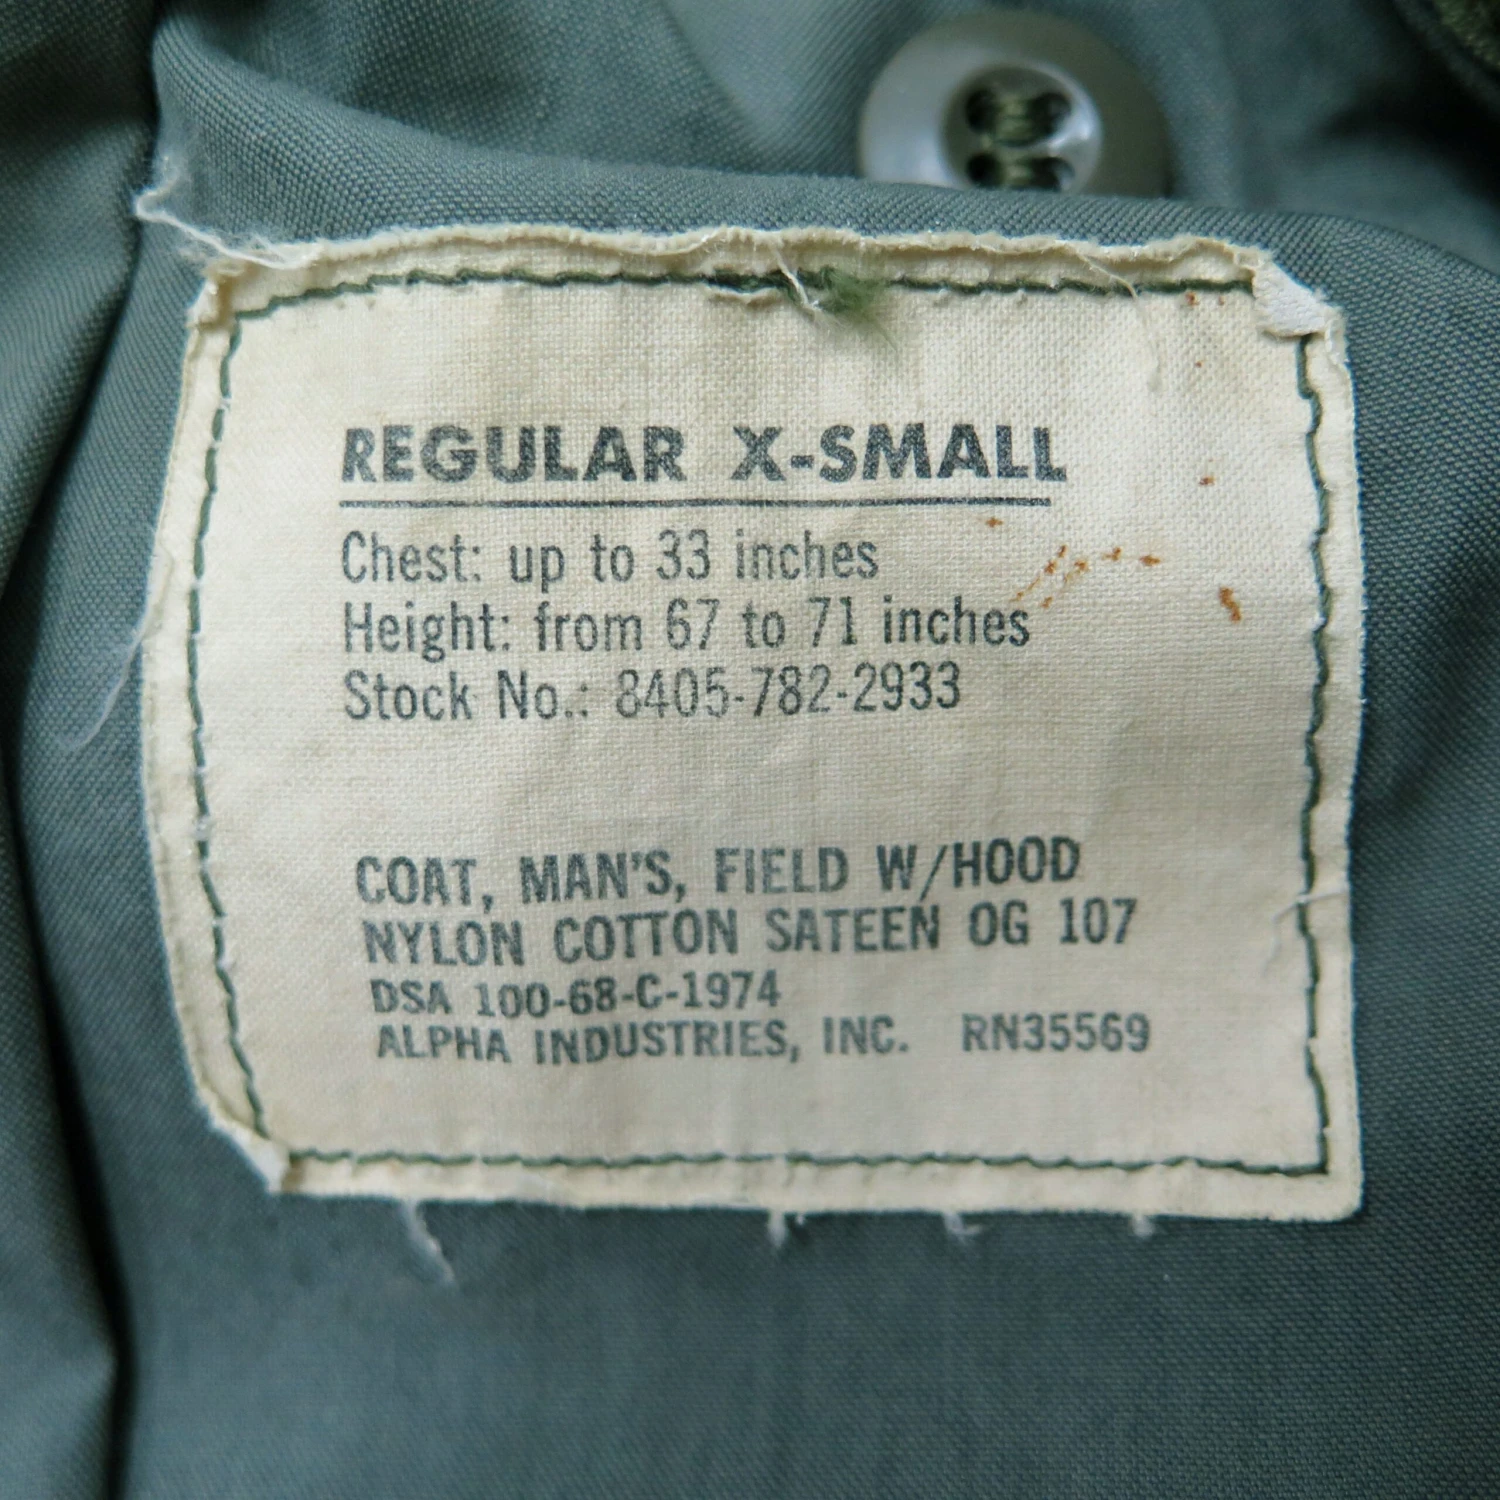 REGULAR X-SMALL
Chest: up to 33 inches
Height: from 67 to 71 inches
Stock No.: 8405-782-2933
COAT, MAN'S, FIELD W/HOOD
NYLON COTTON SATEEN OG 107
DSA 100-68-C-1974
ALPHA INDUSTRIES, INC. RN35569